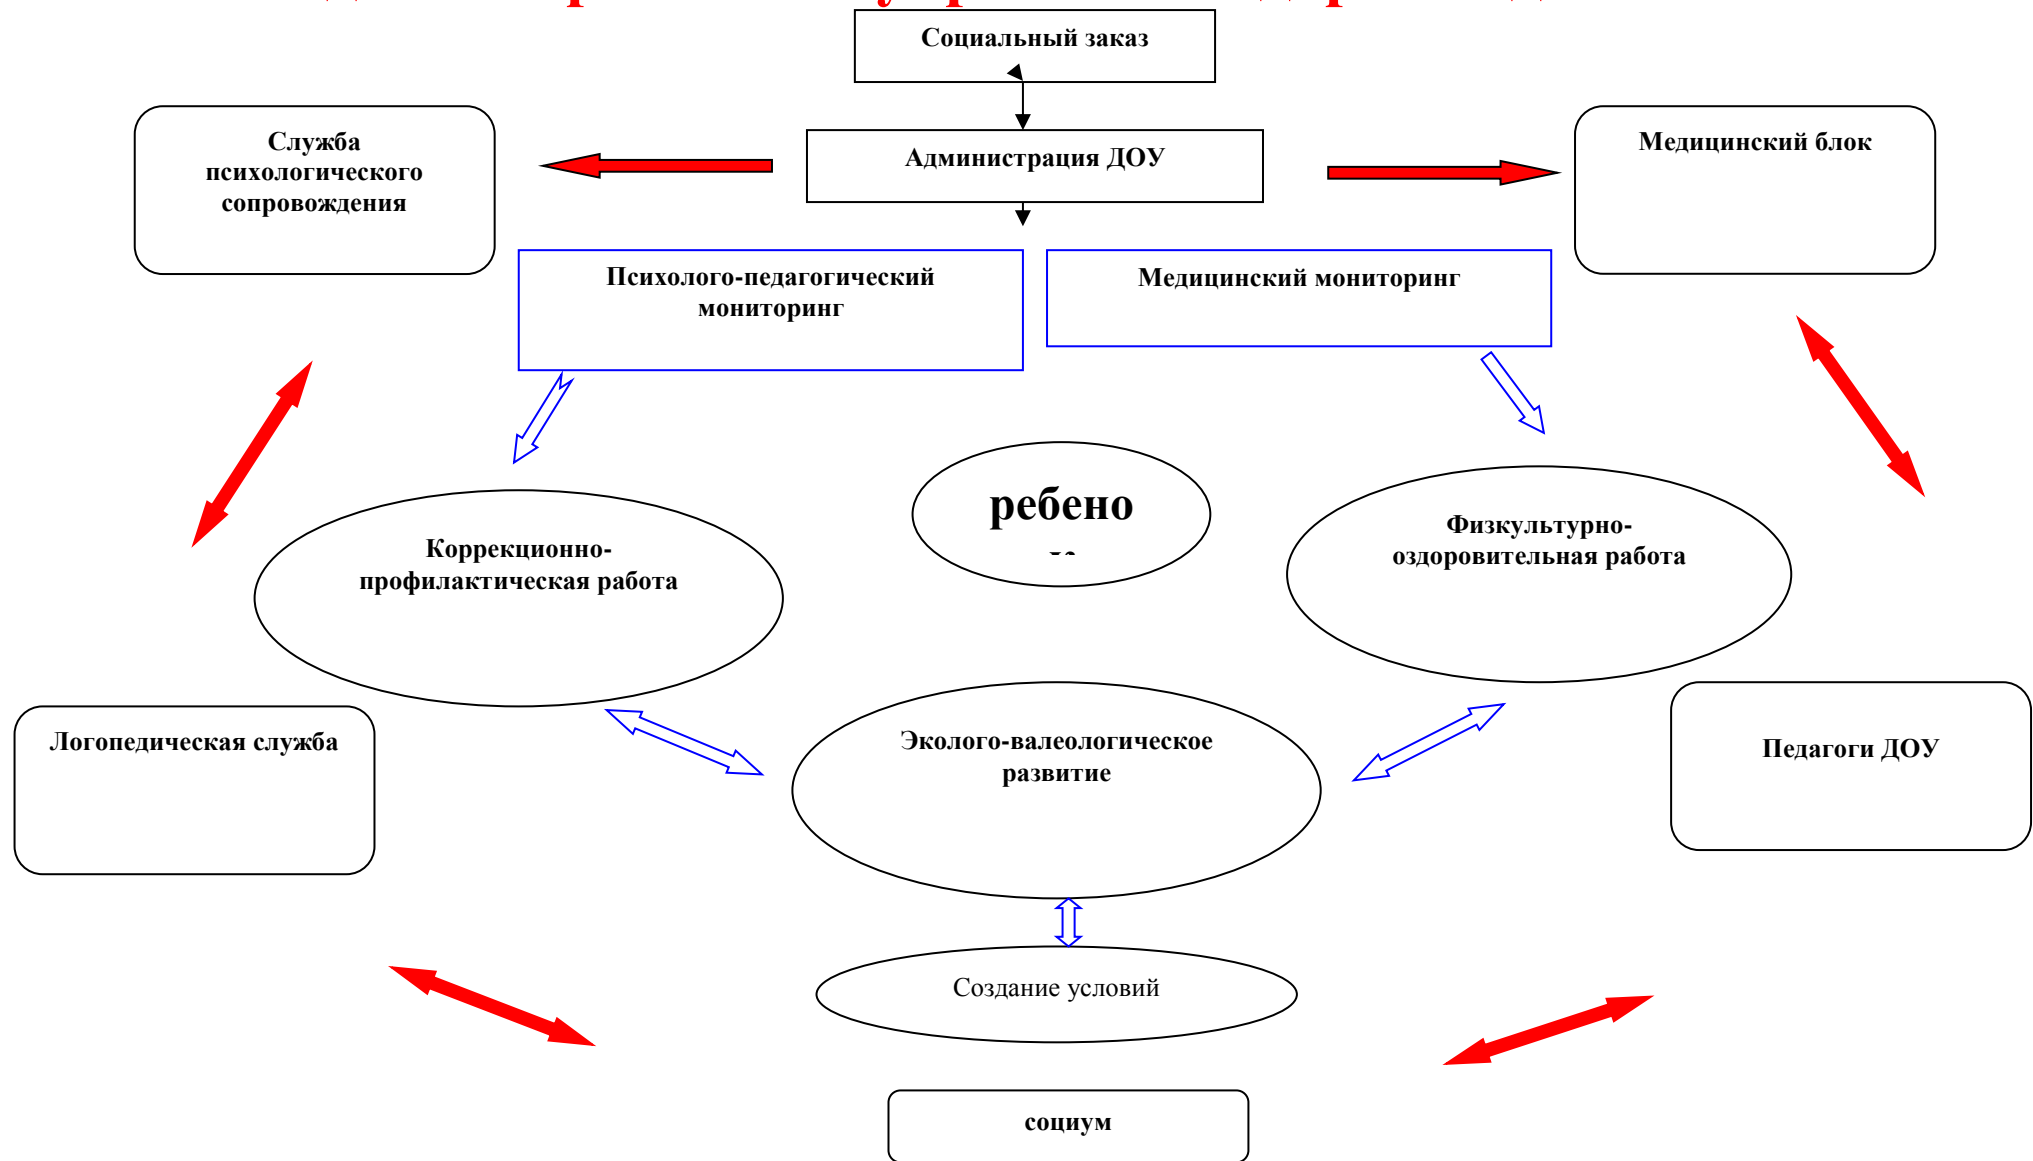 Социальный заказ
Служба
психологического
сопровождения
Администрация ДОУ
Медицинский блок
Психолого-педагогический
мониторинг
Медицинский мониторинг
ребено
Коррекционно-
профилактическая работа
Физкультурно-
оздоровительная работа
Логопедическая служба
Эколого-валеологическое
развитие
Педагоги ДОУ
Создание условий
социум